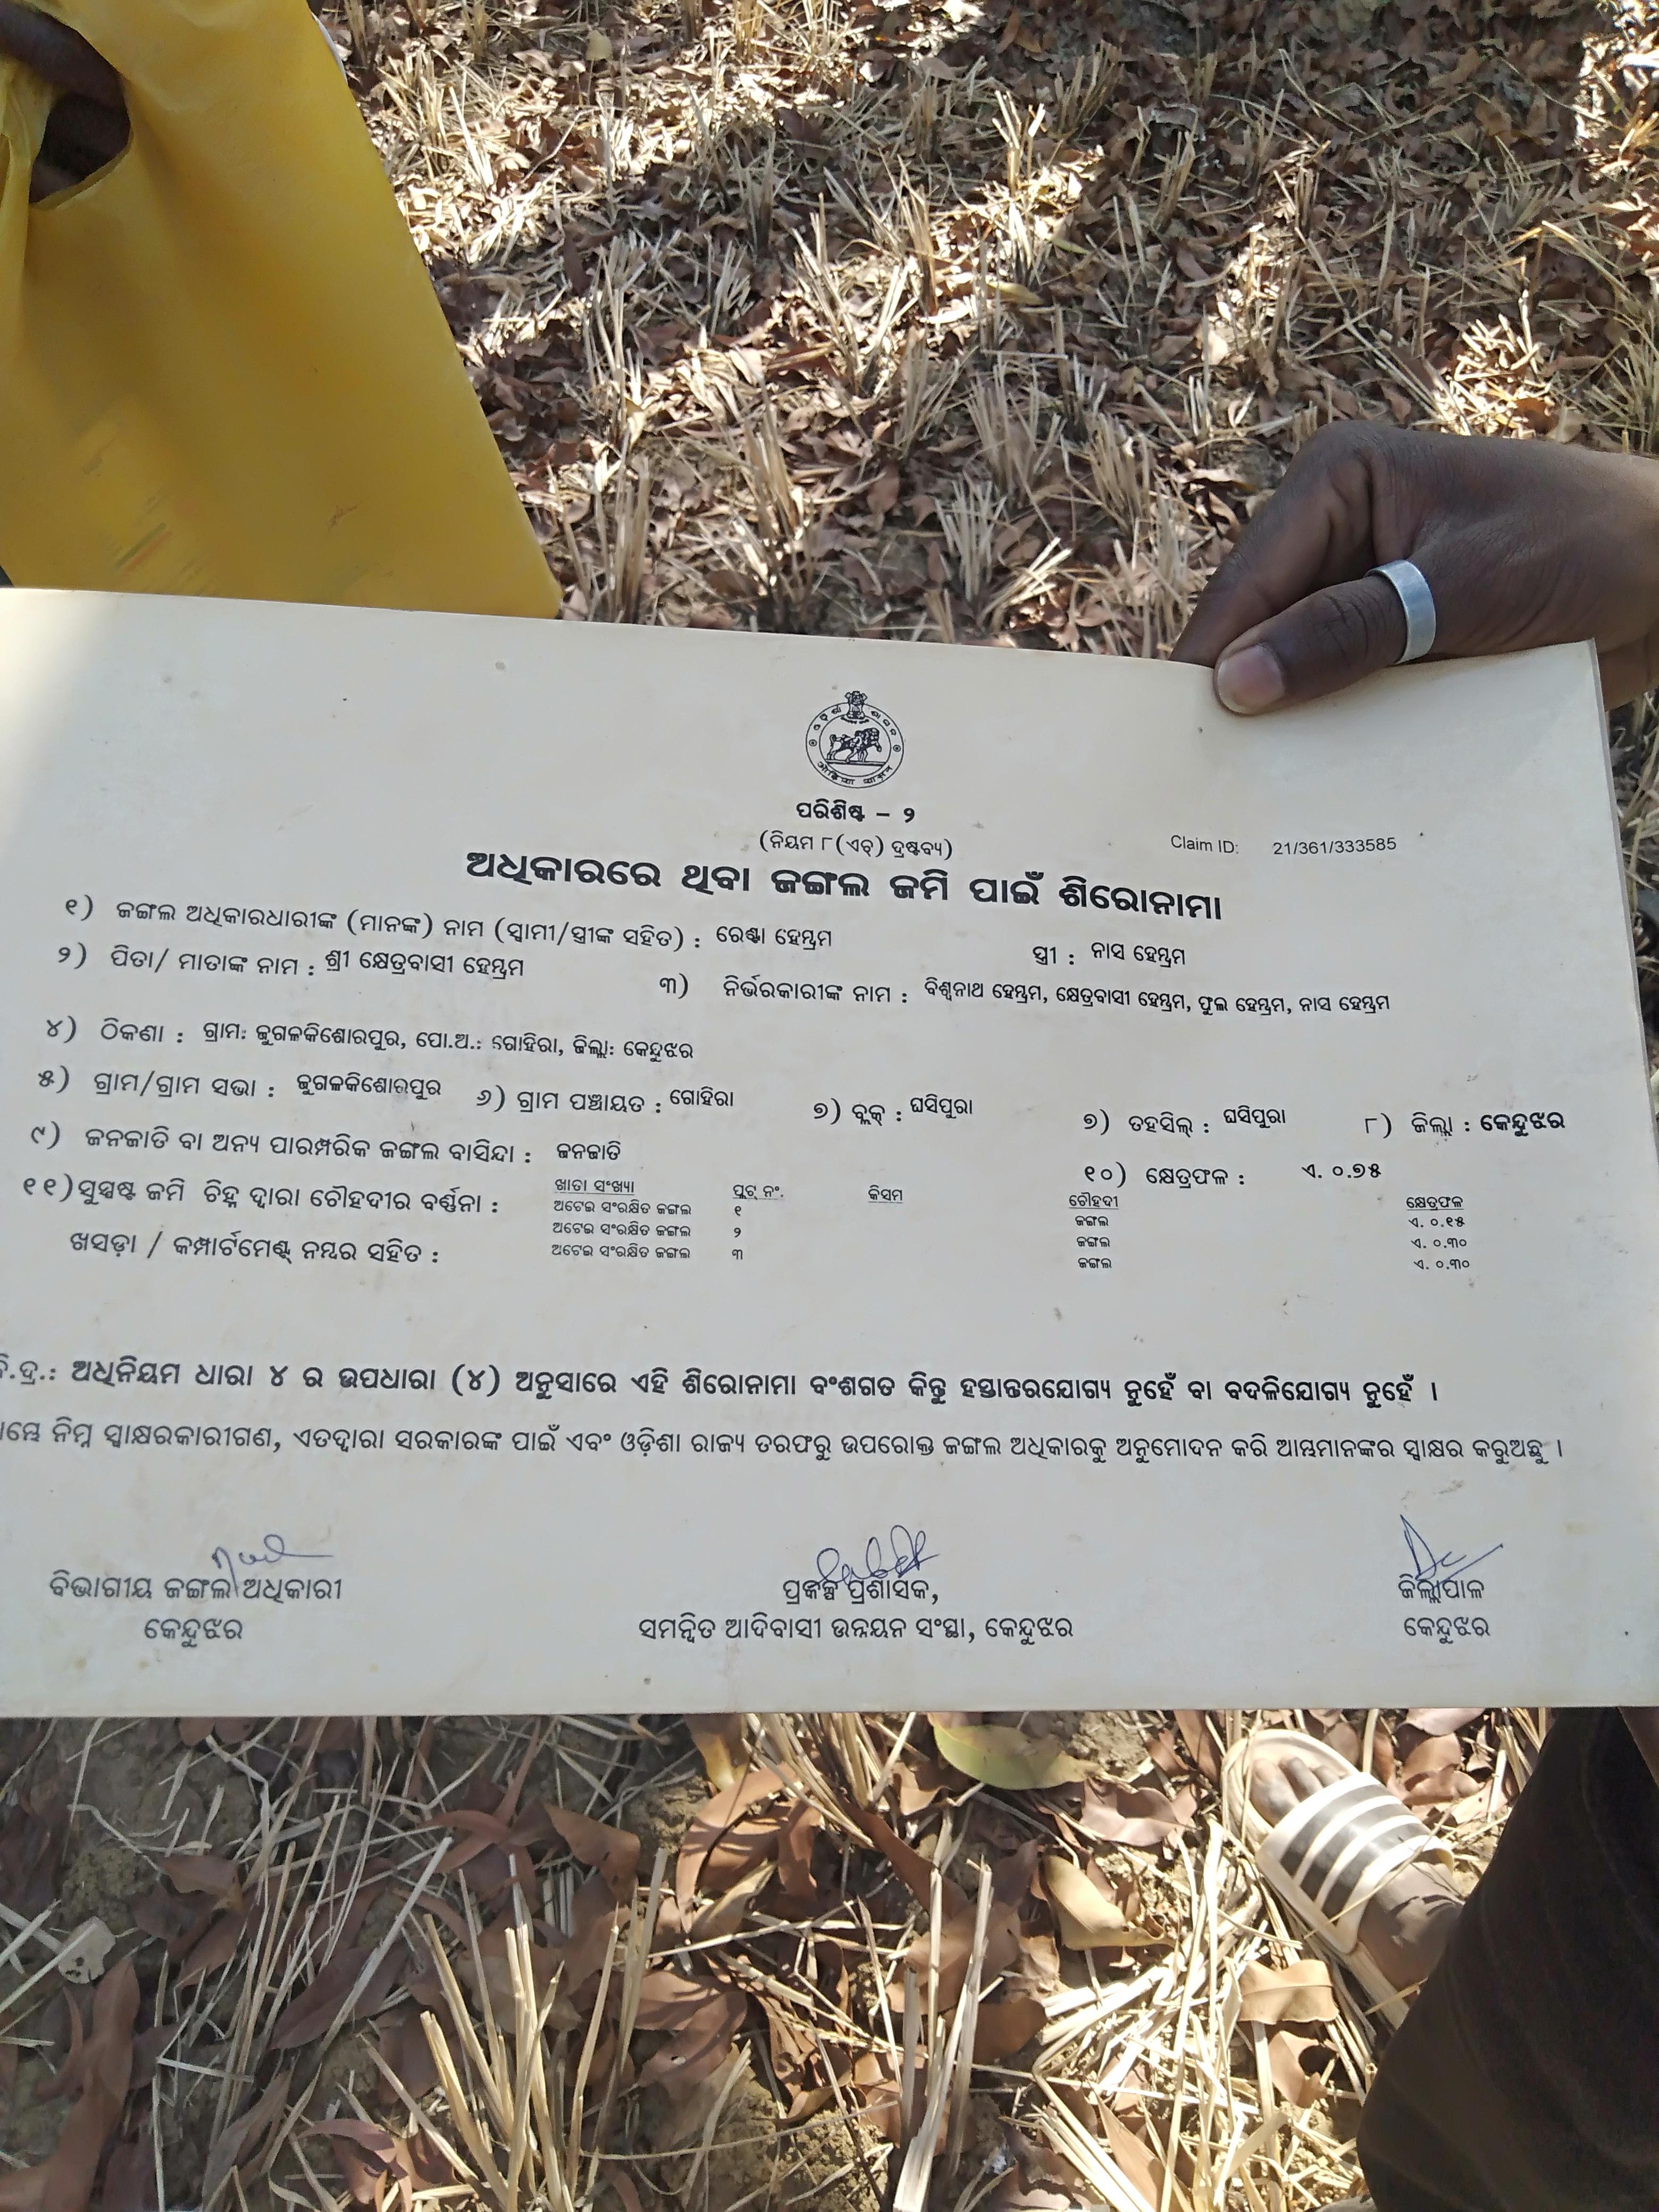 ଓଡ଼ିଶା ଶାସନ
ପରିଶିଷ୍ଟ – ୨
(ନିୟମ ୮(ଏଚ୍) ଦ୍ରଷ୍ଟବ୍ୟ)
Claim ID: 21/361/333585
ଅଧିକାରରେ ଥିବା ଜଙ୍ଗଲ ଜମି ପାଇଁ ଶିରୋନାମା
୧) ଜଙ୍ଗଲ ଅଧିକାରଧାରୀଙ୍କ (ମାନଙ୍କ) ନାମ (ସ୍ୱାମୀ/ସ୍ତ୍ରୀଙ୍କ ସହିତ) : ରେଣ୍ଟା ହେମ୍ବ୍ରମ ସ୍ତ୍ରୀ : ନାସ ହେମ୍ବ୍ରମ
୨) ପିତା/ ମାତାଙ୍କ ନାମ : ଶ୍ରୀ କ୍ଷେତ୍ରବାସୀ ହେମ୍ବ୍ରମ ୩) ନିର୍ଭରକାରୀଙ୍କ ନାମ : ବିଶ୍ୱନାଥ ହେମ୍ବ୍ରମ, କ୍ଷେତ୍ରବାସୀ ହେମ୍ବ୍ରମ, ଫୁଲ ହେମ୍ବ୍ରମ, ନାସ ହେମ୍ବ୍ରମ
୪) ଠିକଣା : ଗ୍ରାମ: ଜୁଗଳକିଶୋରପୁର, ପୋ.ଅ.: ଗୋହିରା, ଜିଲ୍ଲା: କେନ୍ଦୁଝର
୫) ଗ୍ରାମ/ଗ୍ରାମ ସଭା : ଜୁଗଳକିଶୋରପୁର ୬) ଗ୍ରାମ ପଞ୍ଚାୟତ : ଗୋହିରା ୭) ବ୍ଲକ୍ : ଘସିପୁରା ୭) ତହସିଲ୍ : ଘସିପୁରା ୮) ଜିଲ୍ଲା : କେନ୍ଦୁଝର
୯) ଜନଜାତି ବା ଅନ୍ୟ ପାରମ୍ପରିକ ଜଙ୍ଗଲ ବାସିନ୍ଦା : ଜନଜାତି ୧୦) କ୍ଷେତ୍ରଫଳ : ଏ. ୦.୭୫
୧୧) ସୁସ୍ପଷ୍ଟ ଜମି ଚିହ୍ନ ଦ୍ୱାରା ଚୌହଦୀର ବର୍ଣ୍ଣନା :
ଖସଡ଼ା / କମ୍ପାର୍ଟମେଣ୍ଟ୍ ନମ୍ବର ସହିତ :
ଖାତା ସଂଖ୍ୟା ପ୍ଲଟ୍ ନଂ. କିସମ ଚୌହଦୀ କ୍ଷେତ୍ରଫଳ
ଅଟେଇ ସଂରକ୍ଷିତ ଜଙ୍ଗଲ ୧ ଜଙ୍ଗଲ ଏ. ୦.୧୫
ଅଟେଇ ସଂରକ୍ଷିତ ଜଙ୍ଗଲ ୨ ଜଙ୍ଗଲ ଏ. ୦.୩୦
ଅଟେଇ ସଂରକ୍ଷିତ ଜଙ୍ଗଲ ୩ ଜଙ୍ଗଲ ଏ. ୦.୩୦
ବି.ଦ୍ର.: ଅଧିନିୟମ ଧାରା ୪ ର ଉପଧାରା (୪) ଅନୁସାରେ ଏହି ଶିରୋନାମା ବଂଶଗତ କିନ୍ତୁ ହସ୍ତାନ୍ତରଯୋଗ୍ୟ ନୁହେଁ ବା ବଦଳିଯୋଗ୍ୟ ନୁହେଁ ।
ନିମ୍ନ ସ୍ୱାକ୍ଷରକାରୀଗଣ, ଏତଦ୍ୱାରା ସରକାରଙ୍କ ପାଇଁ ଏବଂ ଓଡ଼ିଶା ରାଜ୍ୟ ତରଫରୁ ଉପରୋକ୍ତ ଜଙ୍ଗଲ ଅଧିକାରକୁ ଅନୁମୋଦନ କରି ଆମ୍ଭମାନଙ୍କର ସ୍ୱାକ୍ଷର କରୁଅଛୁ ।
ବିଭାଗୀୟ ଜଙ୍ଗଲ ଅଧିକାରୀ
କେନ୍ଦୁଝର
ପ୍ରକଳ୍ପ ପ୍ରଶାସକ,
ସମନ୍ୱିତ ଆଦିବାସୀ ଉନ୍ନୟନ ସଂସ୍ଥା, କେନ୍ଦୁଝର
ଜିଲ୍ଲାପାଳ
କେନ୍ଦୁଝର